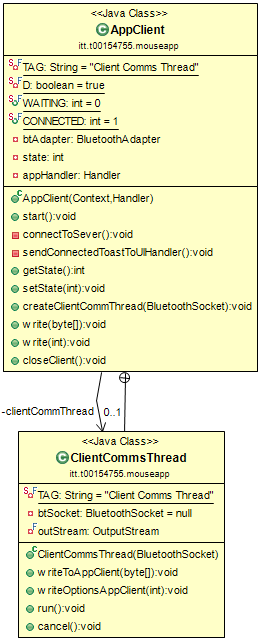 <<Java Class>>
AppClient
itt.t00154755.mouseapp
TAG: String = "Client Comms Thread"
D: boolean = true
WAITING: int = 0
CONNECTED: int = 1
btAdapter: BluetoothAdapter
state: int
appHandler: Handler
AppClient(Context,Handler)
start():void
connectToSever():void
sendConnectedToastToUIHandler():void
getState():int
setState(int):void
createClientCommThread(BluetoothSocket):void
write(byte[]):void
write(int):void
closeClient():void
-clientCommThread 0..1
<<Java Class>>
ClientCommsThread
itt.t00154755.mouseapp
TAG: String = "Client Comms Thread"
btSocket: BluetoothSocket = null
outStream: OutputStream
ClientCommsThread(BluetoothSocket)
writeToAppClient(byte[]):void
writeOptionsAppClient(int):void
run():void
cancel():void